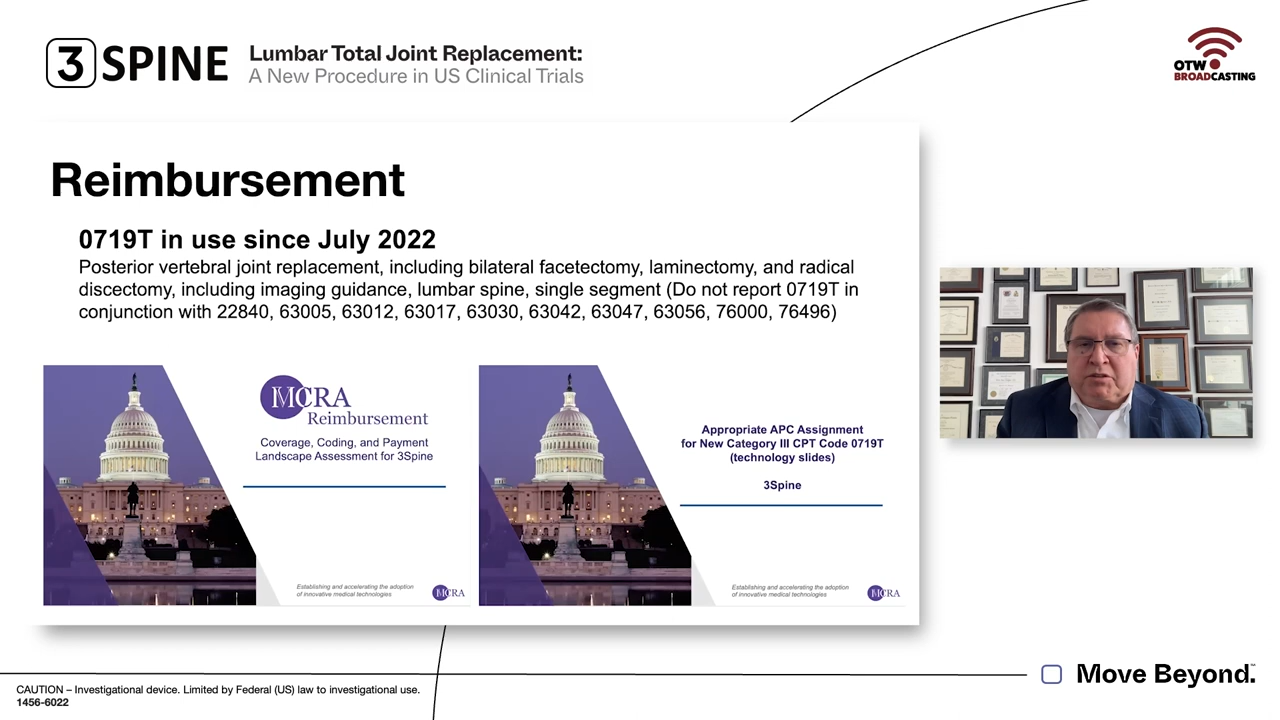 3 SPINE
Lumbar Total Joint Replacement:
A New Procedure in US Clinical Trials
OTW
BROADCASTING
Reimbursement
0719T in use since July 2022
Posterior vertebral joint replacement, including bilateral facetectomy, laminectomy, and radical
discectomy, including imaging guidance, lumbar spine, single segment (Do not report 0719T in
conjunction with 22840, 63005, 63012, 63017, 63030, 63042, 63047, 63056, 76000, 76496)
MCRA
Reimbursement
Coverage, Coding, and Payment
Landscape Assessment for 3Spine
Establishing and accelerating the adoption
of innovative medical technologies
MCRA
Appropriate APC Assignment
for New Category III CPT Code 0719T
(technology slides)
3Spine
Establishing and accelerating the adoption
of innovative medical technologies
MCRA
Move Beyond.™
CAUTION – Investigational device. Limited by Federal (US) law to investigational use.
1456-6022